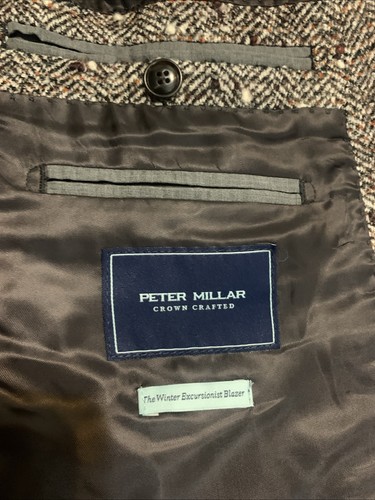 PETER MILLAR
CROWN CRAFTED
The Winter Excursionist Blazer